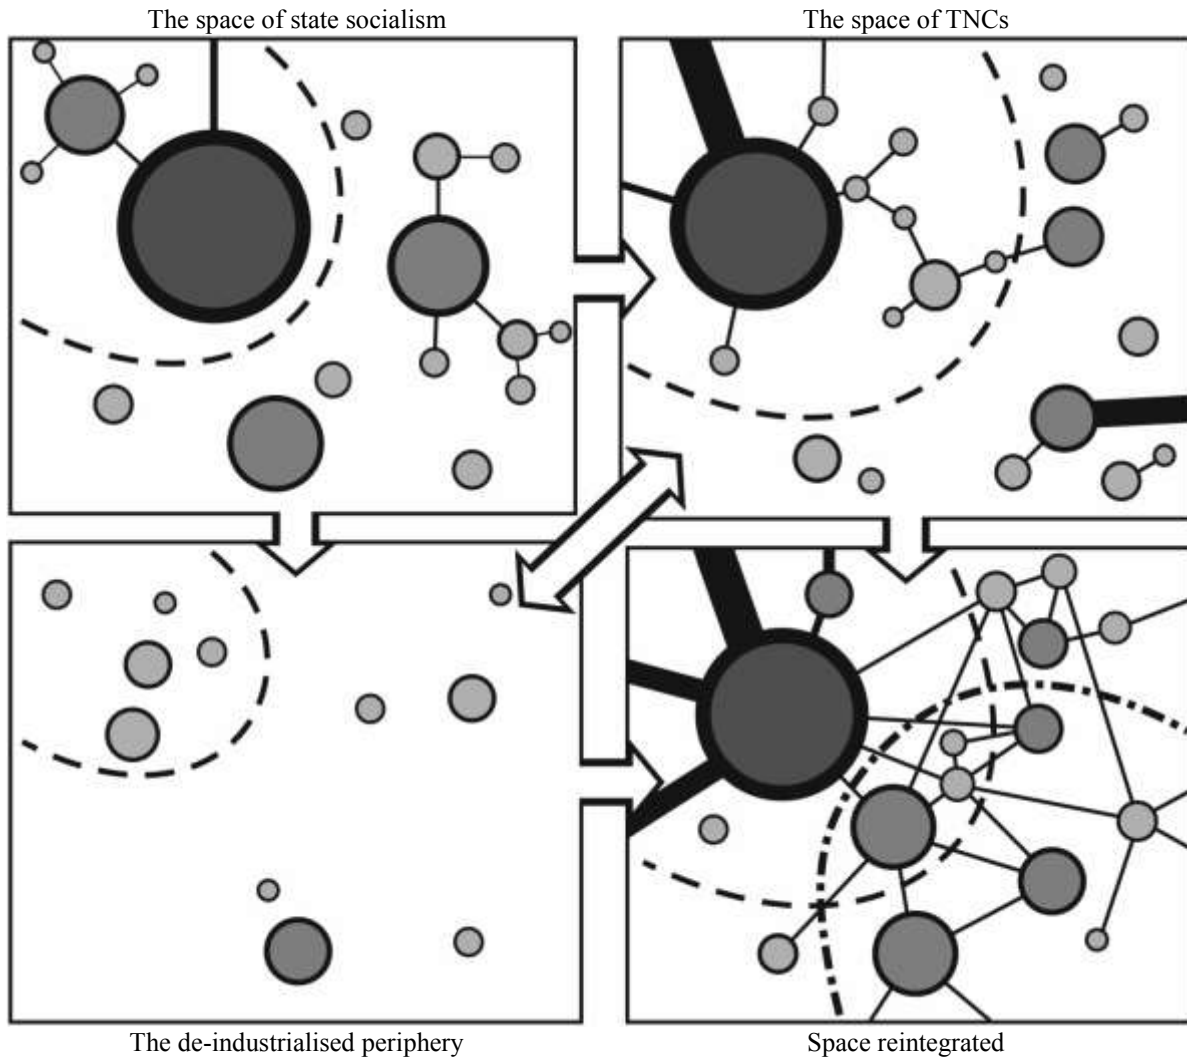 The space of state socialism
The space of TNCs
The de-industrialised periphery
Space reintegrated